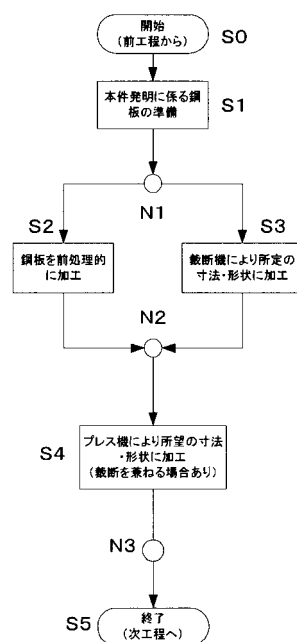 開始
(前工程から)
S0
本件発明に係る鋼
板の準備
S1
N1
S2
鋼板を前処理的
に加工
S3
裁断機により所定の
寸法・形状に加工
N2
S4
プレス機により所望の寸法
・形状に加工
(裁断を兼ねる場合あり)
N3
S5
終了
(次工程へ)